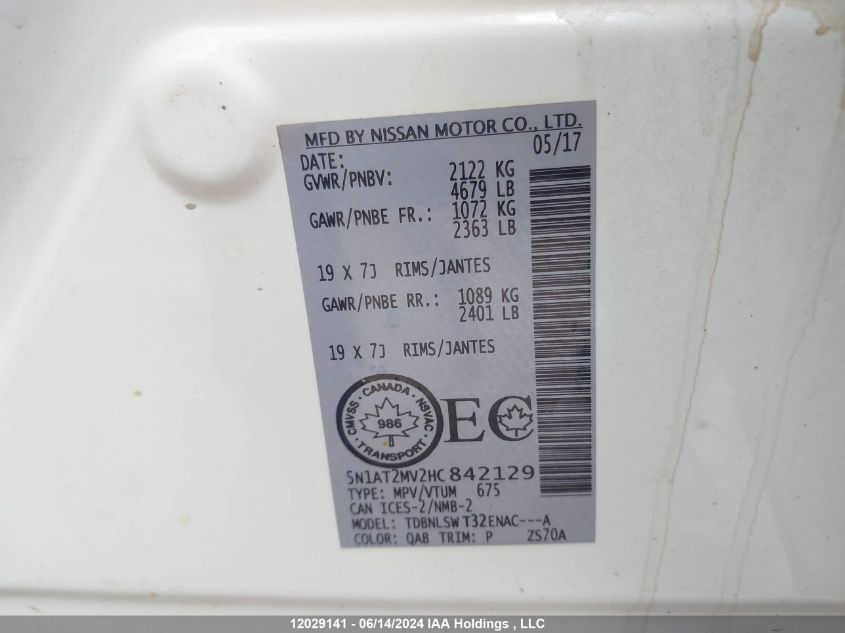 MFD BY NISSAN MOTOR CO., LTD.
DATE: 05/17
GVWR/PNBV: 2122 KG
4679 LB
GAWR/PNBE FR.: 1072 KG
2363 LB
19 X 7J RIMS/JANTES
GAWR/PNBE RR.: 1089 KG
2401 LB
19 X 7J RIMS/JANTES
CMVSS · CANADA · NSVAC
986
TRANSPORT
EC
5N1AT2MV2HC842129
TYPE: MPV/VTUM 675
CAN ICES-2/NMB-2
MODEL: TDBNLSW T32ENAC---A
COLOR: QAB TRIM: P ZS70A
12029141 - 06/14/2024 IAA Holdings , LLC